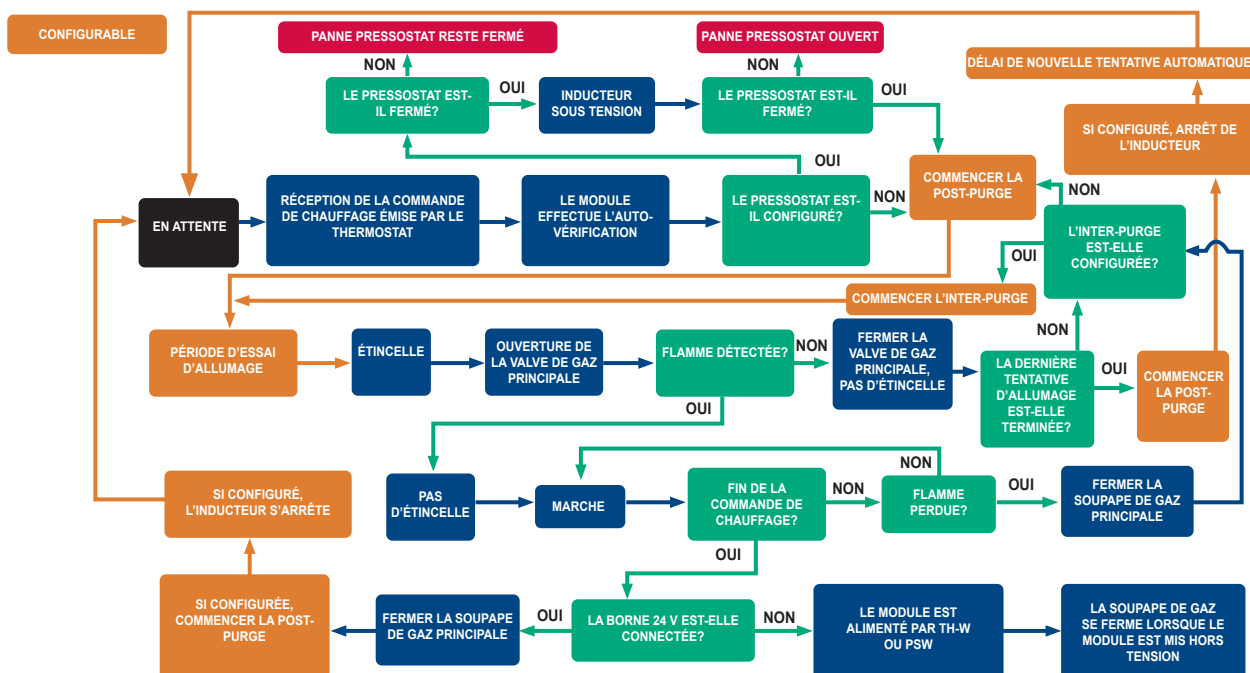 CONFIGURABLE
PANNE PRESSOSTAT RESTE FERMÉ
PANNE PRESSOSTAT OUVERT
NON
NON
DÉLAI DE NOUVELLE TENTATIVE AUTOMATIQUE
LE PRESSOSTAT EST-
IL FERMÉ?
OUI
INDUCTEUR
SOUS TENSION
LE PRESSOSTAT EST-IL
FERMÉ?
OUI
SI CONFIGURÉ, ARRÊT DE
L'INDUCTEUR
OUI
EN ATTENTE
RÉCEPTION DE LA COMMANDE
DE CHAUFFAGE ÉMISE PAR LE
THERMOSTAT
LE MODULE
EFFECTUE L'AUTO-
VÉRIFICATION
LE PRESSOSTAT EST-
IL CONFIGURÉ?
NON
COMMENCER LA
POST-PURGE
NON
L'INTER-PURGE
EST-ELLE
CONFIGURÉE?
OUI
COMMENCER L'INTER-PURGE
NON
PÉRIODE D'ESSAI
D'ALLUMAGE
ÉTINCELLE
OUVERTURE DE
LA VALVE DE GAZ
PRINCIPALE
FLAMME DÉTECTÉE?
NON
FERMER LA
VALVE DE GAZ
PRINCIPALE,
PAS D'ÉTINCELLE
LA DERNIÈRE
TENTATIVE
D'ALLUMAGE
EST-ELLE
TERMINÉE?
OUI
COMMENCER
LA POST-
PURGE
OUI
NON
SI CONFIGURÉ,
L'INDUCTEUR S'ARRÊTE
PAS
D'ÉTINCELLE
MARCHE
FIN DE LA
COMMANDE DE
CHAUFFAGE?
NON
FLAMME
PERDUE?
OUI
FERMER LA
SOUPAPE DE GAZ
PRINCIPALE
OUI
SI CONFIGURÉE,
COMMENCER LA POST-
PURGE
FERMER LA SOUPAPE
DE GAZ PRINCIPALE
OUI
LA BORNE 24 V EST-ELLE
CONNECTÉE?
NON
LE MODULE EST
ALIMENTÉ PAR TH-W
OU PSW
LA SOUPAPE DE GAZ
SE FERME LORSQUE LE
MODULE EST MIS HORS
TENSION